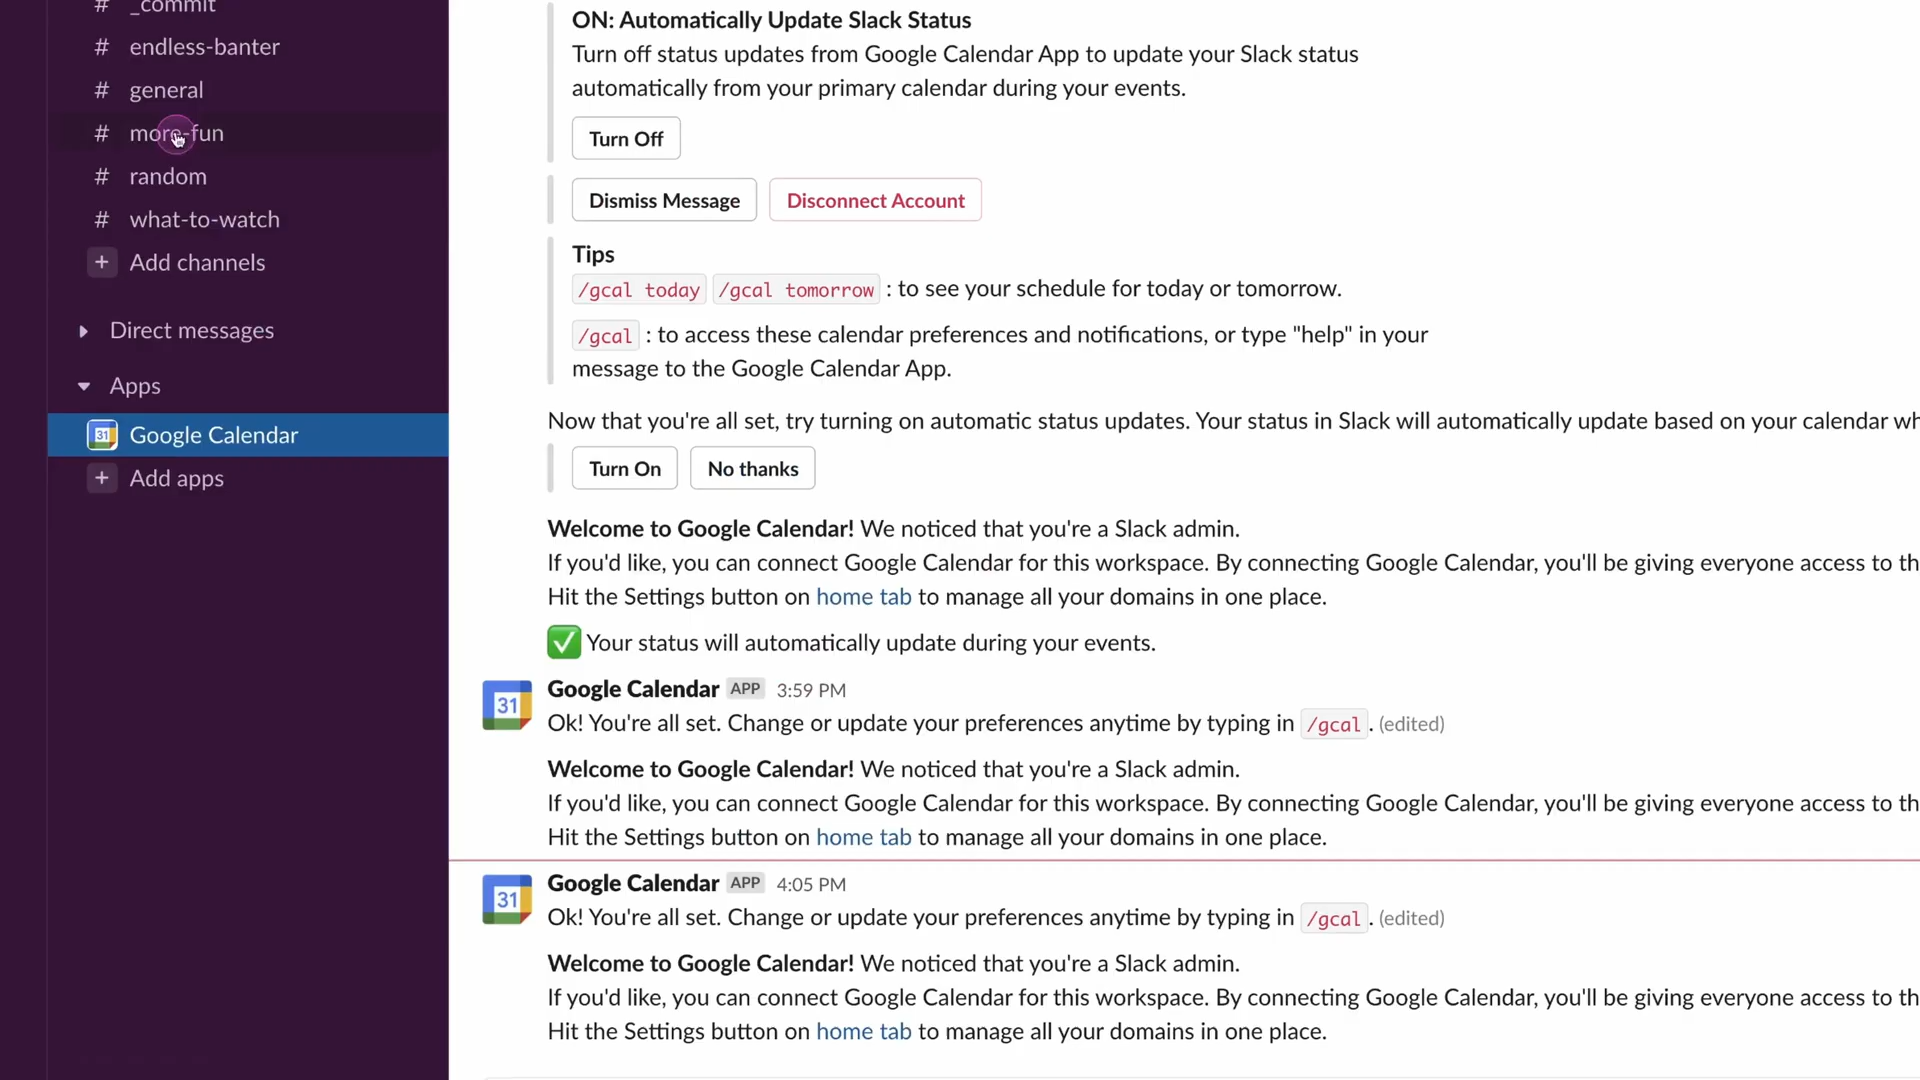 # _commit
# endless-banter
# general
# more-fun
# random
# what-to-watch
+ Add channels
Direct messages
Apps
31 Google Calendar
+ Add apps
ON: Automatically Update Slack Status
Turn off status updates from Google Calendar App to update your Slack status
automatically from your primary calendar during your events.
Turn Off
Dismiss Message Disconnect Account
Tips
/gcal today /gcal tomorrow : to see your schedule for today or tomorrow.
/gcal : to access these calendar preferences and notifications, or type "help" in your
message to the Google Calendar App.
Now that you're all set, try turning on automatic status updates. Your status in Slack will automatically update based on your calendar wh
Turn On No thanks
Welcome to Google Calendar! We noticed that you're a Slack admin.
If you'd like, you can connect Google Calendar for this workspace. By connecting Google Calendar, you'll be giving everyone access to th
Hit the Settings button on home tab to manage all your domains in one place.
Your status will automatically update during your events.
31 Google Calendar APP 3:59 PM
Ok! You're all set. Change or update your preferences anytime by typing in /gcal. (edited)
Welcome to Google Calendar! We noticed that you're a Slack admin.
If you'd like, you can connect Google Calendar for this workspace. By connecting Google Calendar, you'll be giving everyone access to th
Hit the Settings button on home tab to manage all your domains in one place.
31 Google Calendar APP 4:05 PM
Ok! You're all set. Change or update your preferences anytime by typing in /gcal. (edited)
Welcome to Google Calendar! We noticed that you're a Slack admin.
If you'd like, you can connect Google Calendar for this workspace. By connecting Google Calendar, you'll be giving everyone access to th
Hit the Settings button on home tab to manage all your domains in one place.